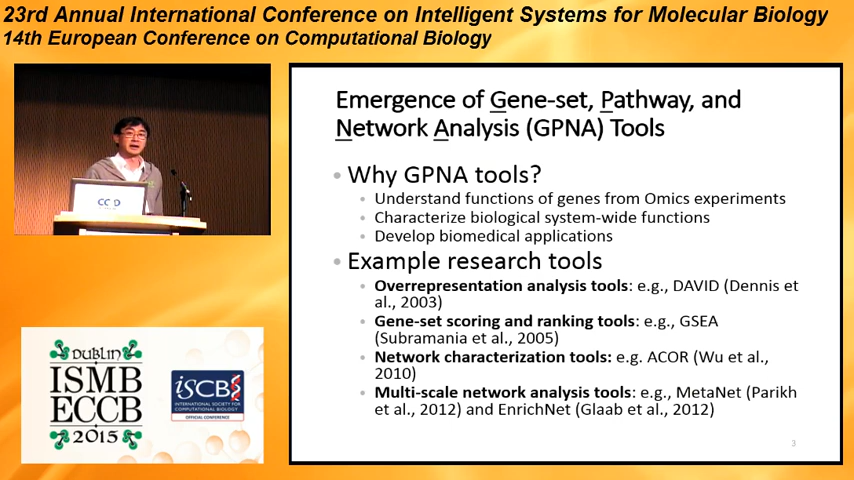 23rd Annual International Conference on Intelligent Systems for Molecular Biology
14th European Conference on Computational Biology
Emergence of Gene-set, Pathway, and
Network Analysis (GPNA) Tools
• Why GPNA tools?
• Understand functions of genes from Omics experiments
• Characterize biological system-wide functions
• Develop biomedical applications
• Example research tools
• Overrepresentation analysis tools: e.g., DAVID (Dennis et
al., 2003)
• Gene-set scoring and ranking tools: e.g., GSEA
(Subramania et al., 2005)
• Network characterization tools: e.g. ACOR (Wu et al.,
2010)
• Multi-scale network analysis tools: e.g., MetaNet (Parikh
et al., 2012) and EnrichNet (Glaab et al., 2012)
3
DUBLIN
ISMB
ECCB
2015
iSCB
INTERNATIONAL SOCIETY FOR
COMPUTATIONAL BIOLOGY
OFFICIAL CONFERENCE